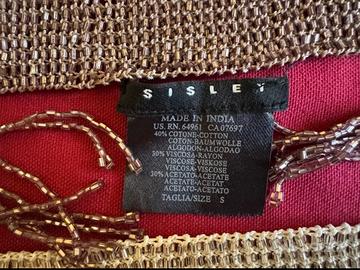 SISLEY
MADE IN INDIA
US. RN. 64961 CA07697
40% COTONE-COTTON
COTON-BAUMWOLLE
ALGODON-ALGODAO
30% VISCOSA-RAYON
VISCOSE-VISKOSE
VISCOSA-VISCOSE
30% ACETATO-ACETATE
ACETATE-ACETAT
ACETATO-ACETATO
TAGLIA/SIZE S